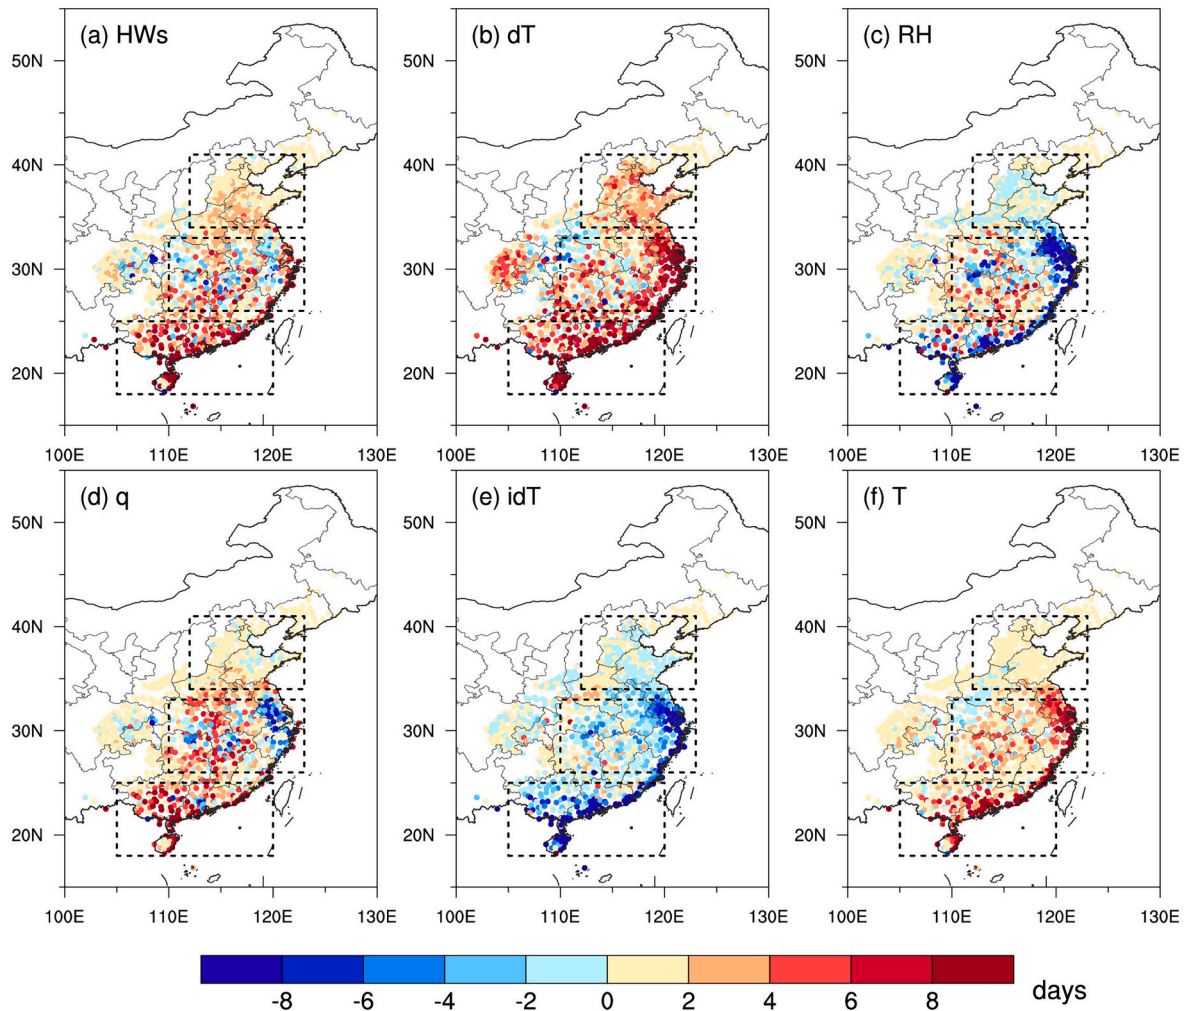 (a) HWs (b) dT (c) RH
50N 50N 50N
40N 40N 40N
30N 30N 30N
20N 20N 20N
100E 110E 120E 130E 100E 110E 120E 130E 100E 110E 120E 130E
(d) q (e) idT (f) T
50N 50N 50N
40N 40N 40N
30N 30N 30N
20N 20N 20N
100E 110E 120E 130E 100E 110E 120E 130E 100E 110E 120E 130E
-8 -6 -4 -2 0 2 4 6 8 days